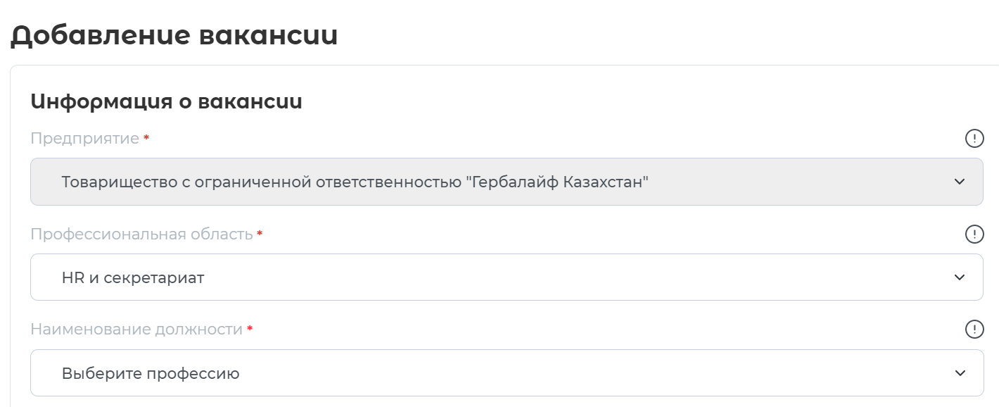 Добавление вакансии
Информация о вакансии
Предприятие *
Товарищество с ограниченной ответственностью "Гербалайф Казахстан"
Профессиональная область *
HR и секретариат
Наименование должности *
Выберите профессию